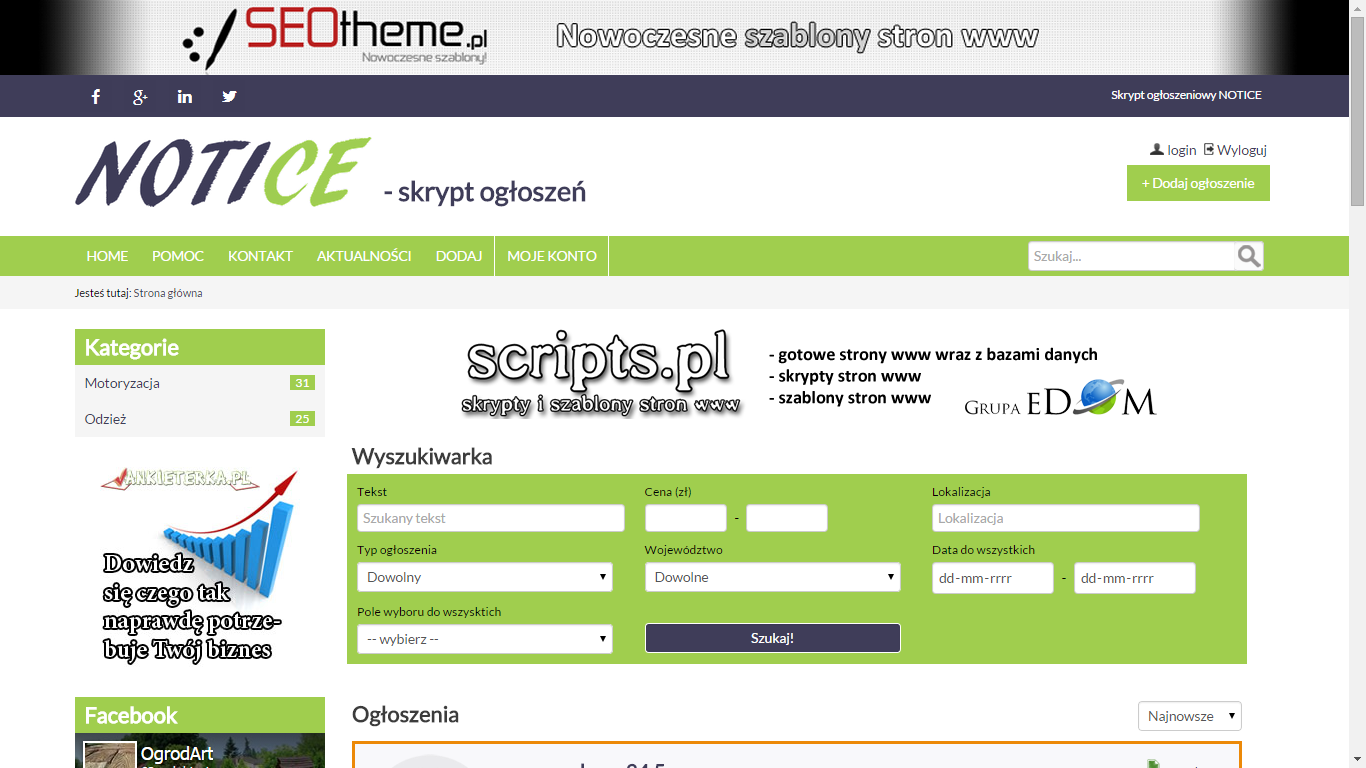 SEOtheme.pl
Nowoczesne szablony!
Nowoczesne szablony stron www
Skrypt ogłoszeniowy NOTICE
NOTICE - skrypt ogłoszeń
login Wyloguj
+ Dodaj ogłoszenie
HOME POMOC KONTAKT AKTUALNOŚCI DODAJ MOJE KONTO Szukaj...
Jesteś tutaj: Strona główna
Kategorie
Motoryzacja 31
Odzież 25
ANKIETERKA.PL
Dowiedz
się czego tak
naprawdę potrze-
buje Twój biznes
Facebook
OgrodArt
scripts.pl
skrypty i szablony stron www
- gotowe strony www wraz z bazami danych
- skrypty stron www
- szablony stron www
GRUPA EDOM
Wyszukiwarka
Tekst Cena (zł) Lokalizacja
Szukany tekst - Lokalizacja
Typ ogłoszenia Województwo Data do wszystkich
Dowolny Dowolne dd-mm-rrrr - dd-mm-rrrr
Pole wyboru do wszysktich
-- wybierz -- Szukaj!
Ogłoszenia Najnowsze